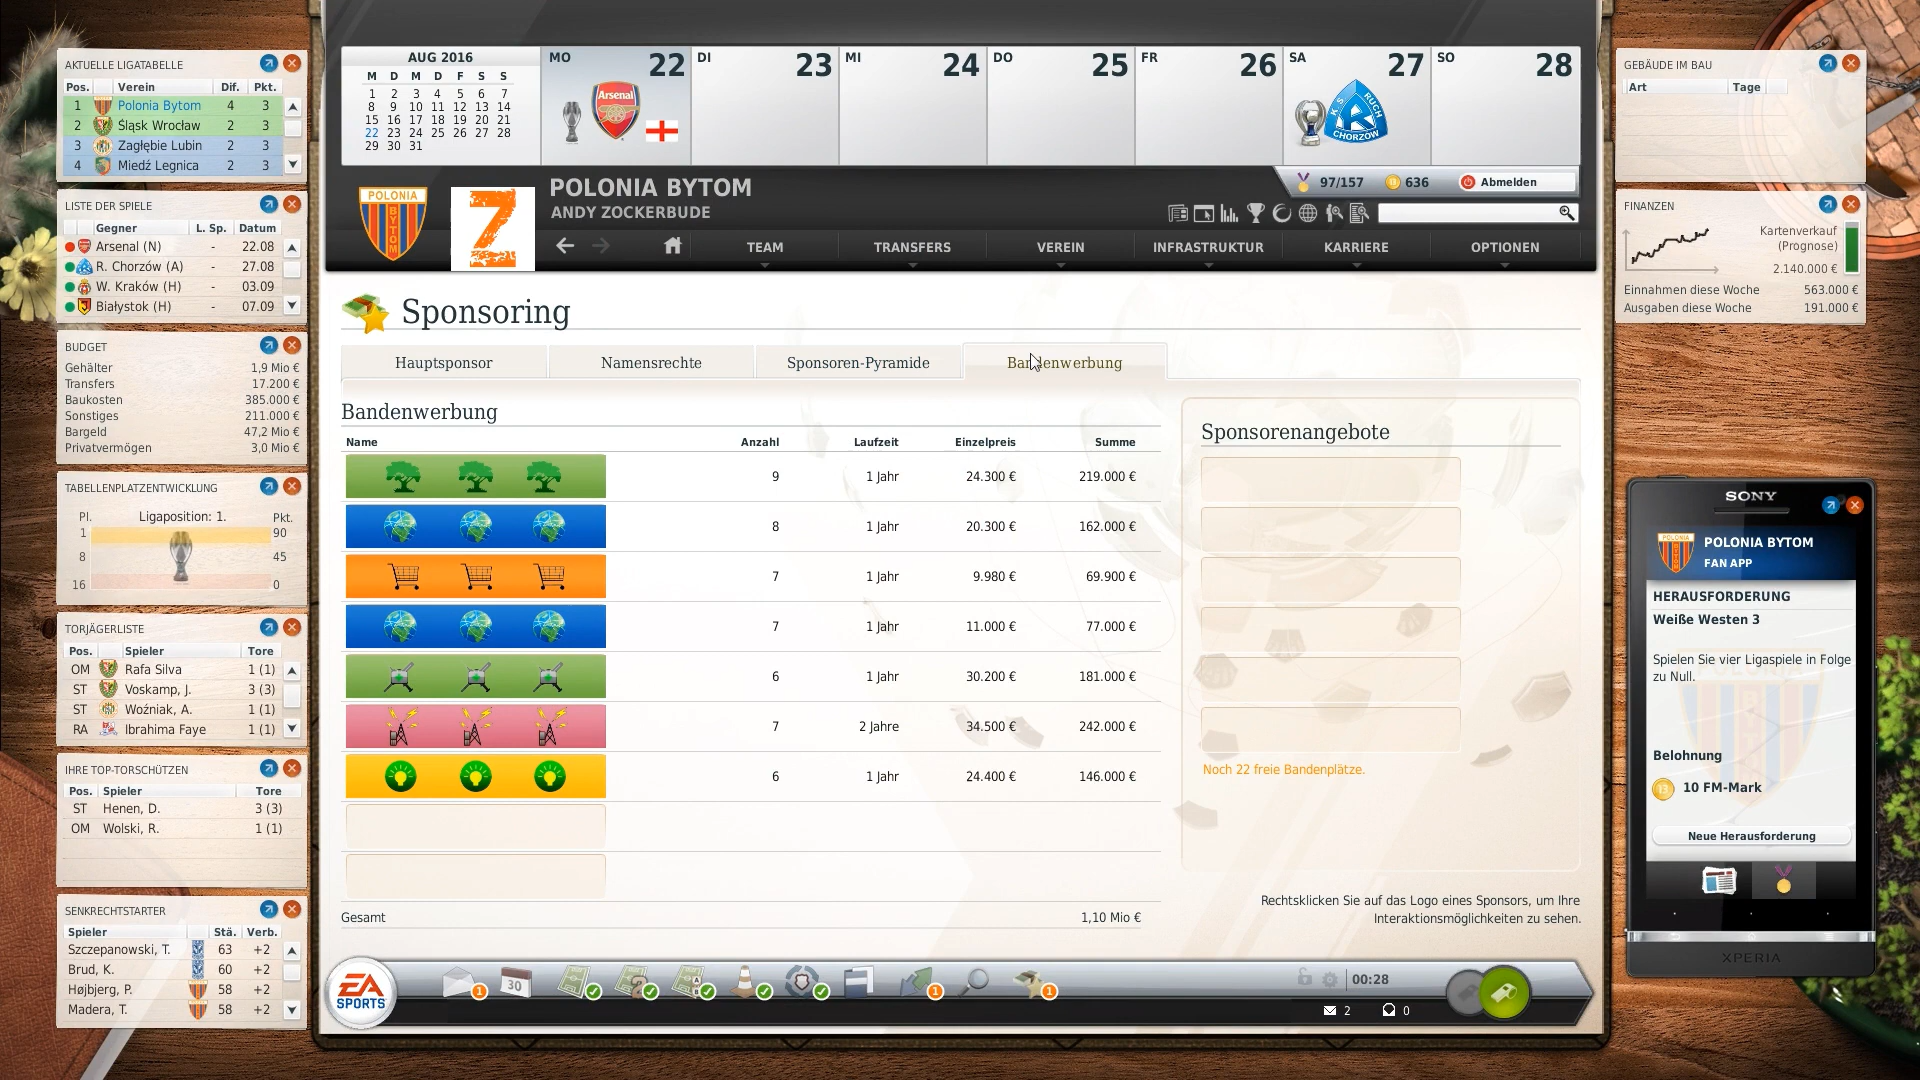 AKTUELLE LIGATABELLE
Pos. Verein Dif. Pkt.
1 Polonia Bytom 4 3
2 Śląsk Wrocław 2 3
3 Zagłębie Lubin 2 3
4 Miedź Legnica 2 3
LISTE DER SPIELE
Gegner L. Sp. Datum
Arsenal (N) - 22.08
R. Chorzów (A) - 27.08
W. Kraków (H) - 03.09
Białystok (H) - 07.09
BUDGET
Gehälter 1,9 Mio €
Transfers 17.200 €
Baukosten 385.000 €
Sonstiges 211.000 €
Bargeld 47,2 Mio €
Privatvermögen 3,0 Mio €
TABELLENPLATZENTWICKLUNG
Pl. Ligaposition: 1. Pkt.
1 90
8 45
16 0
TORJÄGERLISTE
Pos. Spieler Tore
OM Rafa Silva 1 (1)
ST Voskamp, J. 3 (3)
ST Woźniak, A. 1 (1)
RA Ibrahima Faye 1 (1)
IHRE TOP-TORSCHÜTZEN
Pos. Spieler Tore
ST Henen, D. 3 (3)
OM Wolski, R. 1 (1)
SENKRECHTSTARTER
Spieler Stä. Verb.
Szczepanowski, T. 63 +2
Brud, K. 60 +2
Højbjerg, P. 58 +2
Madera, T. 58 +2
AUG 2016
M D M D F S S
1 2 3 4 5 6 7
8 9 10 11 12 13 14
15 16 17 18 19 20 21
22 23 24 25 26 27 28
29 30 31
MO 22 DI 23 MI 24 DO 25 FR 26 SA 27 SO 28
Arsenal
KS RUCH
CHORZÓW
POLONIA
BYTOM
Z
POLONIA BYTOM
ANDY ZOCKERBUDE
97/157 636 Abmelden
TEAM TRANSFERS VEREIN INFRASTRUKTUR KARRIERE OPTIONEN
Sponsoring
Hauptsponsor Namensrechte Sponsoren-Pyramide Bandenwerbung
Bandenwerbung
Name Anzahl Laufzeit Einzelpreis Summe
9 1 Jahr 24.300 € 219.000 €
8 1 Jahr 20.300 € 162.000 €
7 1 Jahr 9.980 € 69.900 €
7 1 Jahr 11.000 € 77.000 €
6 1 Jahr 30.200 € 181.000 €
7 2 Jahre 34.500 € 242.000 €
6 1 Jahr 24.400 € 146.000 €
Gesamt 1,10 Mio €
Sponsorenangebote
Noch 22 freie Bandenplätze.
Rechtsklicken Sie auf das Logo eines Sponsors, um Ihre
Interaktionsmöglichkeiten zu sehen.
EA
SPORTS
1 30 1 1
00:28
2 0
GEBÄUDE IM BAU
Art Tage
FINANZEN
Kartenverkauf
(Prognose)
2.140.000 €
Einnahmen diese Woche 563.000 €
Ausgaben diese Woche 191.000 €
SONY
POLONIA BYTOM
FAN APP
HERAUSFORDERUNG
Weiße Westen 3
Spielen Sie vier Ligaspiele in Folge
zu Null.
Belohnung
10 FM-Mark
Neue Herausforderung
XPERIA